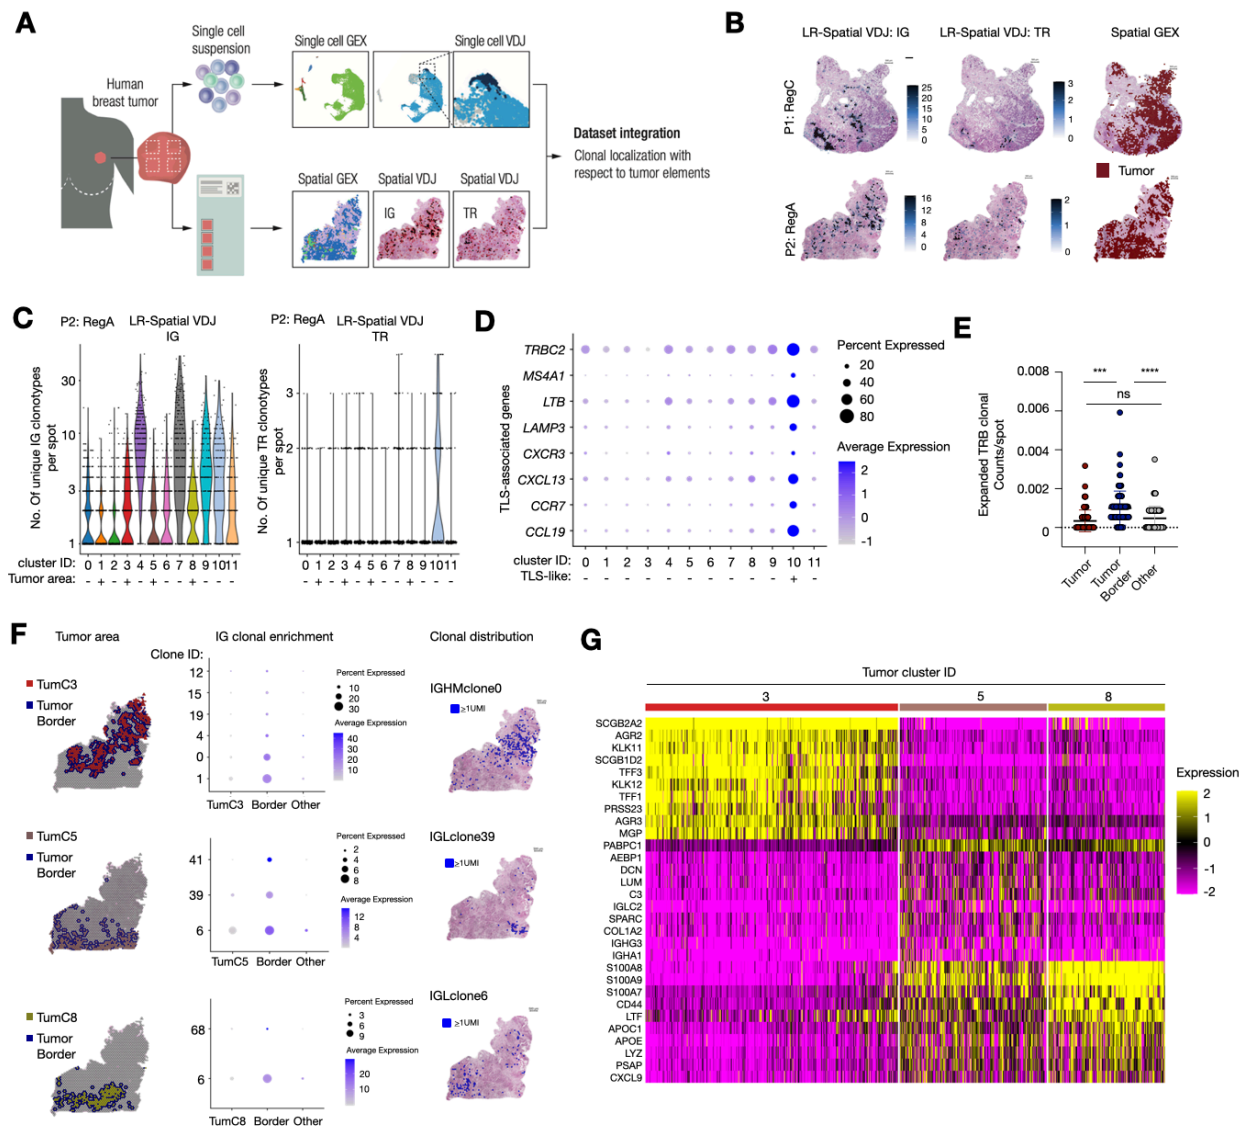 A
Single cell
suspension
Human
breast tumor
Single cell GEX
Single cell VDJ
Spatial GEX
Spatial VDJ
Spatial VDJ
IG
TR
Dataset integration
Clonal localization with
respect to tumor elements
B
LR-Spatial VDJ: IG
LR-Spatial VDJ: TR
Spatial GEX
P1: RegC
25
20
15
10
5
0
3
2
1
0
Tumor
P2: RegA
16
12
8
4
0
2
1
0
C
P2: RegA
LR-Spatial VDJ
IG
No. Of unique IG clonotypes
per spot
30
10
3
1
cluster ID:
0 1 2 3 4 5 6 7 8 9 10 11
Tumor area:
- + - + - + - - + - - -
P2: RegA
LR-Spatial VDJ
TR
No. Of unique TR clonotypes
per spot
3
2
1
0 1 2 3 4 5 6 7 8 9 10 11
- + - + - + - - + - - -
D
TLS-associated genes
TRBC2
MS4A1
LTB
LAMP3
CXCR3
CXCL13
CCR7
CCL19
cluster ID:
0 1 2 3 4 5 6 7 8 9 10 11
TLS-like:
- - - - - - - - - - + -
Percent Expressed
20
40
60
80
Average Expression
2
1
0
-1
E
Expanded TRB clonal
Counts/spot
0.008
0.006
0.004
0.002
0
*** ****
ns
Tumor
Tumor
Border
Other
F
Tumor area
IG clonal enrichment
Clonal distribution
Clone ID:
TumC3
Tumor
Border
12
15
19
4
0
1
TumC3 Border Other
Percent Expressed
10
20
30
Average Expression
40
30
20
10
IGHMclone0
≥1UMI
TumC5
Tumor
Border
41
39
6
TumC5 Border Other
Percent Expressed
2
4
6
8
Average Expression
12
8
4
IGLclone39
≥1UMI
TumC8
Tumor
Border
68
6
TumC8 Border Other
Percent Expressed
3
6
9
Average Expression
20
10
IGLclone6
≥1UMI
G
Tumor cluster ID
3 5 8
SCGB2A2
AGR2
KLK11
SCGB1D2
TFF3
KLK12
TFF1
PRSS23
AGR3
MGP
PABPC1
AEBP1
DCN
LUM
C3
IGLC2
SPARC
COL1A2
IGHG3
IGHA1
S100A8
S100A9
S100A7
CD44
LTF
APOC1
APOE
LYZ
PSAP
CXCL9
Expression
2
1
0
-1
-2